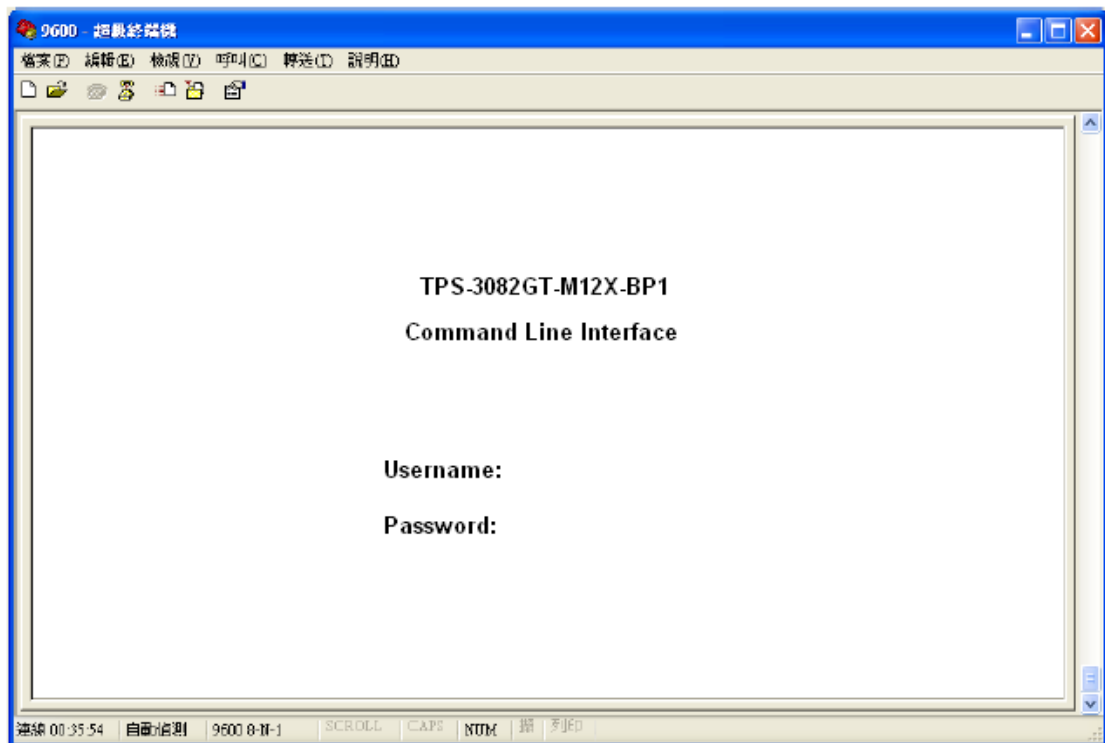 9600 - 超級終端機
檔案(F) 編輯(E) 檢視(V) 呼叫(C) 轉送(T) 說明(H)
TPS-3082GT-M12X-BP1
Command Line Interface
Username:
Password:
連線 00:35:54 自動偵測 9600 8-N-1 SCROLL CAPS NUM 擷 列印